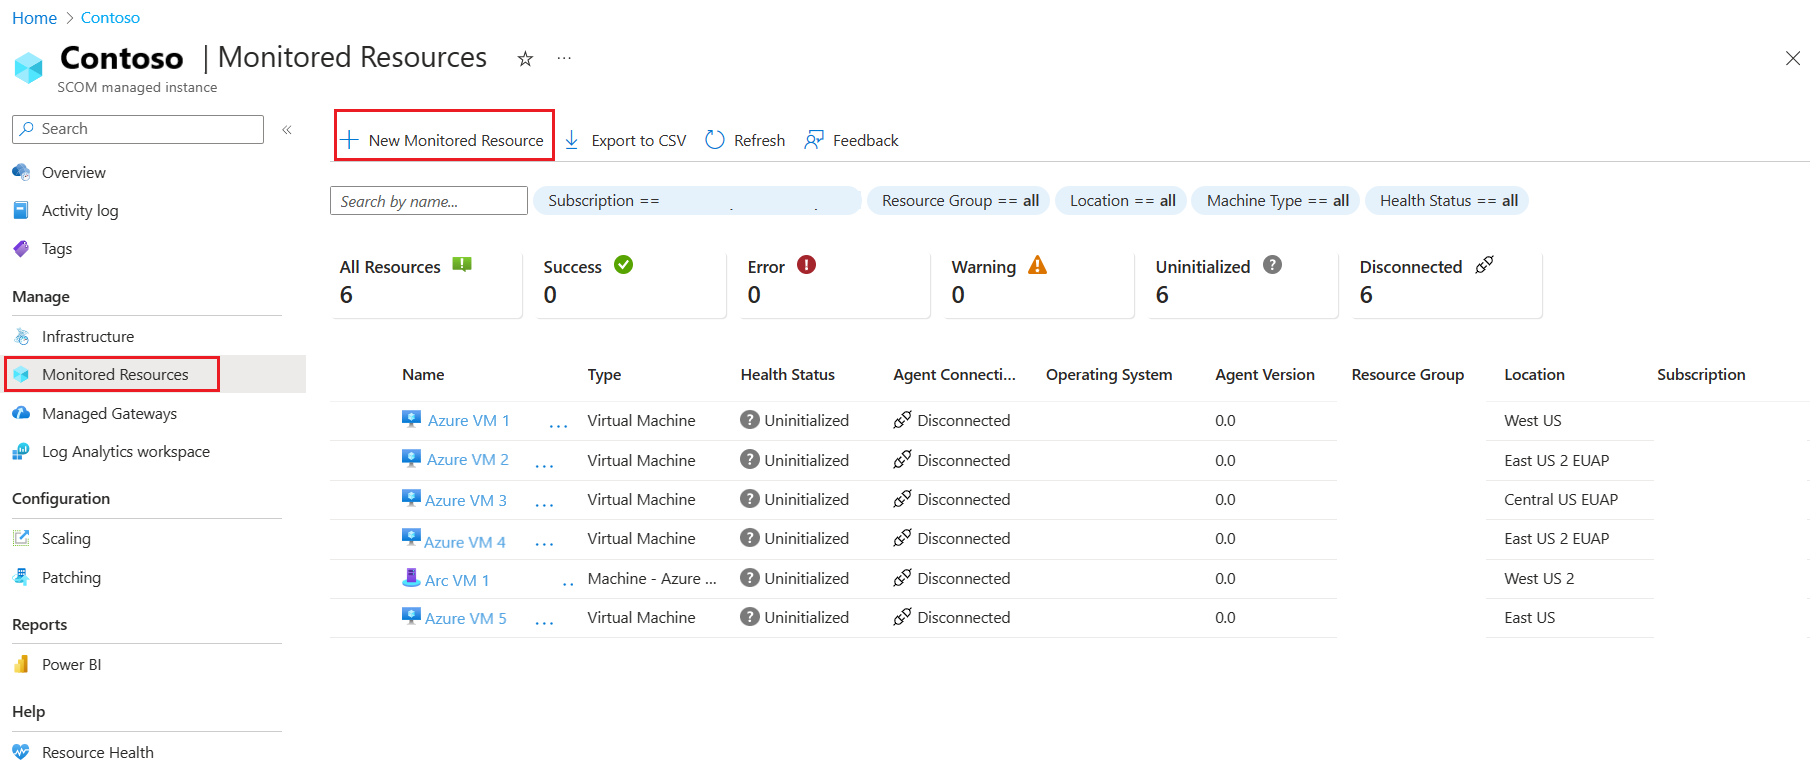 Home > Contoso
Contoso | Monitored Resources
SCOM managed instance
Search
Overview
Activity log
Tags
Manage
Infrastructure
Monitored Resources
Managed Gateways
Log Analytics workspace
Configuration
Scaling
Patching
Reports
Power BI
Help
Resource Health
New Monitored Resource Export to CSV Refresh Feedback
Search by name... Subscription == Resource Group == all Location == all Machine Type == all Health Status == all
All Resources Success Error Warning Uninitialized Disconnected
6 0 0 0 6 6
Name Type Health Status Agent Connecti... Operating System Agent Version Resource Group Location Subscription
Azure VM 1 ... Virtual Machine Uninitialized Disconnected 0.0 West US
Azure VM 2 ... Virtual Machine Uninitialized Disconnected 0.0 East US 2 EUAP
Azure VM 3 ... Virtual Machine Uninitialized Disconnected 0.0 Central US EUAP
Azure VM 4 ... Virtual Machine Uninitialized Disconnected 0.0 East US 2 EUAP
Arc VM 1 .. Machine - Azure ... Uninitialized Disconnected 0.0 West US 2
Azure VM 5 ... Virtual Machine Uninitialized Disconnected 0.0 East US